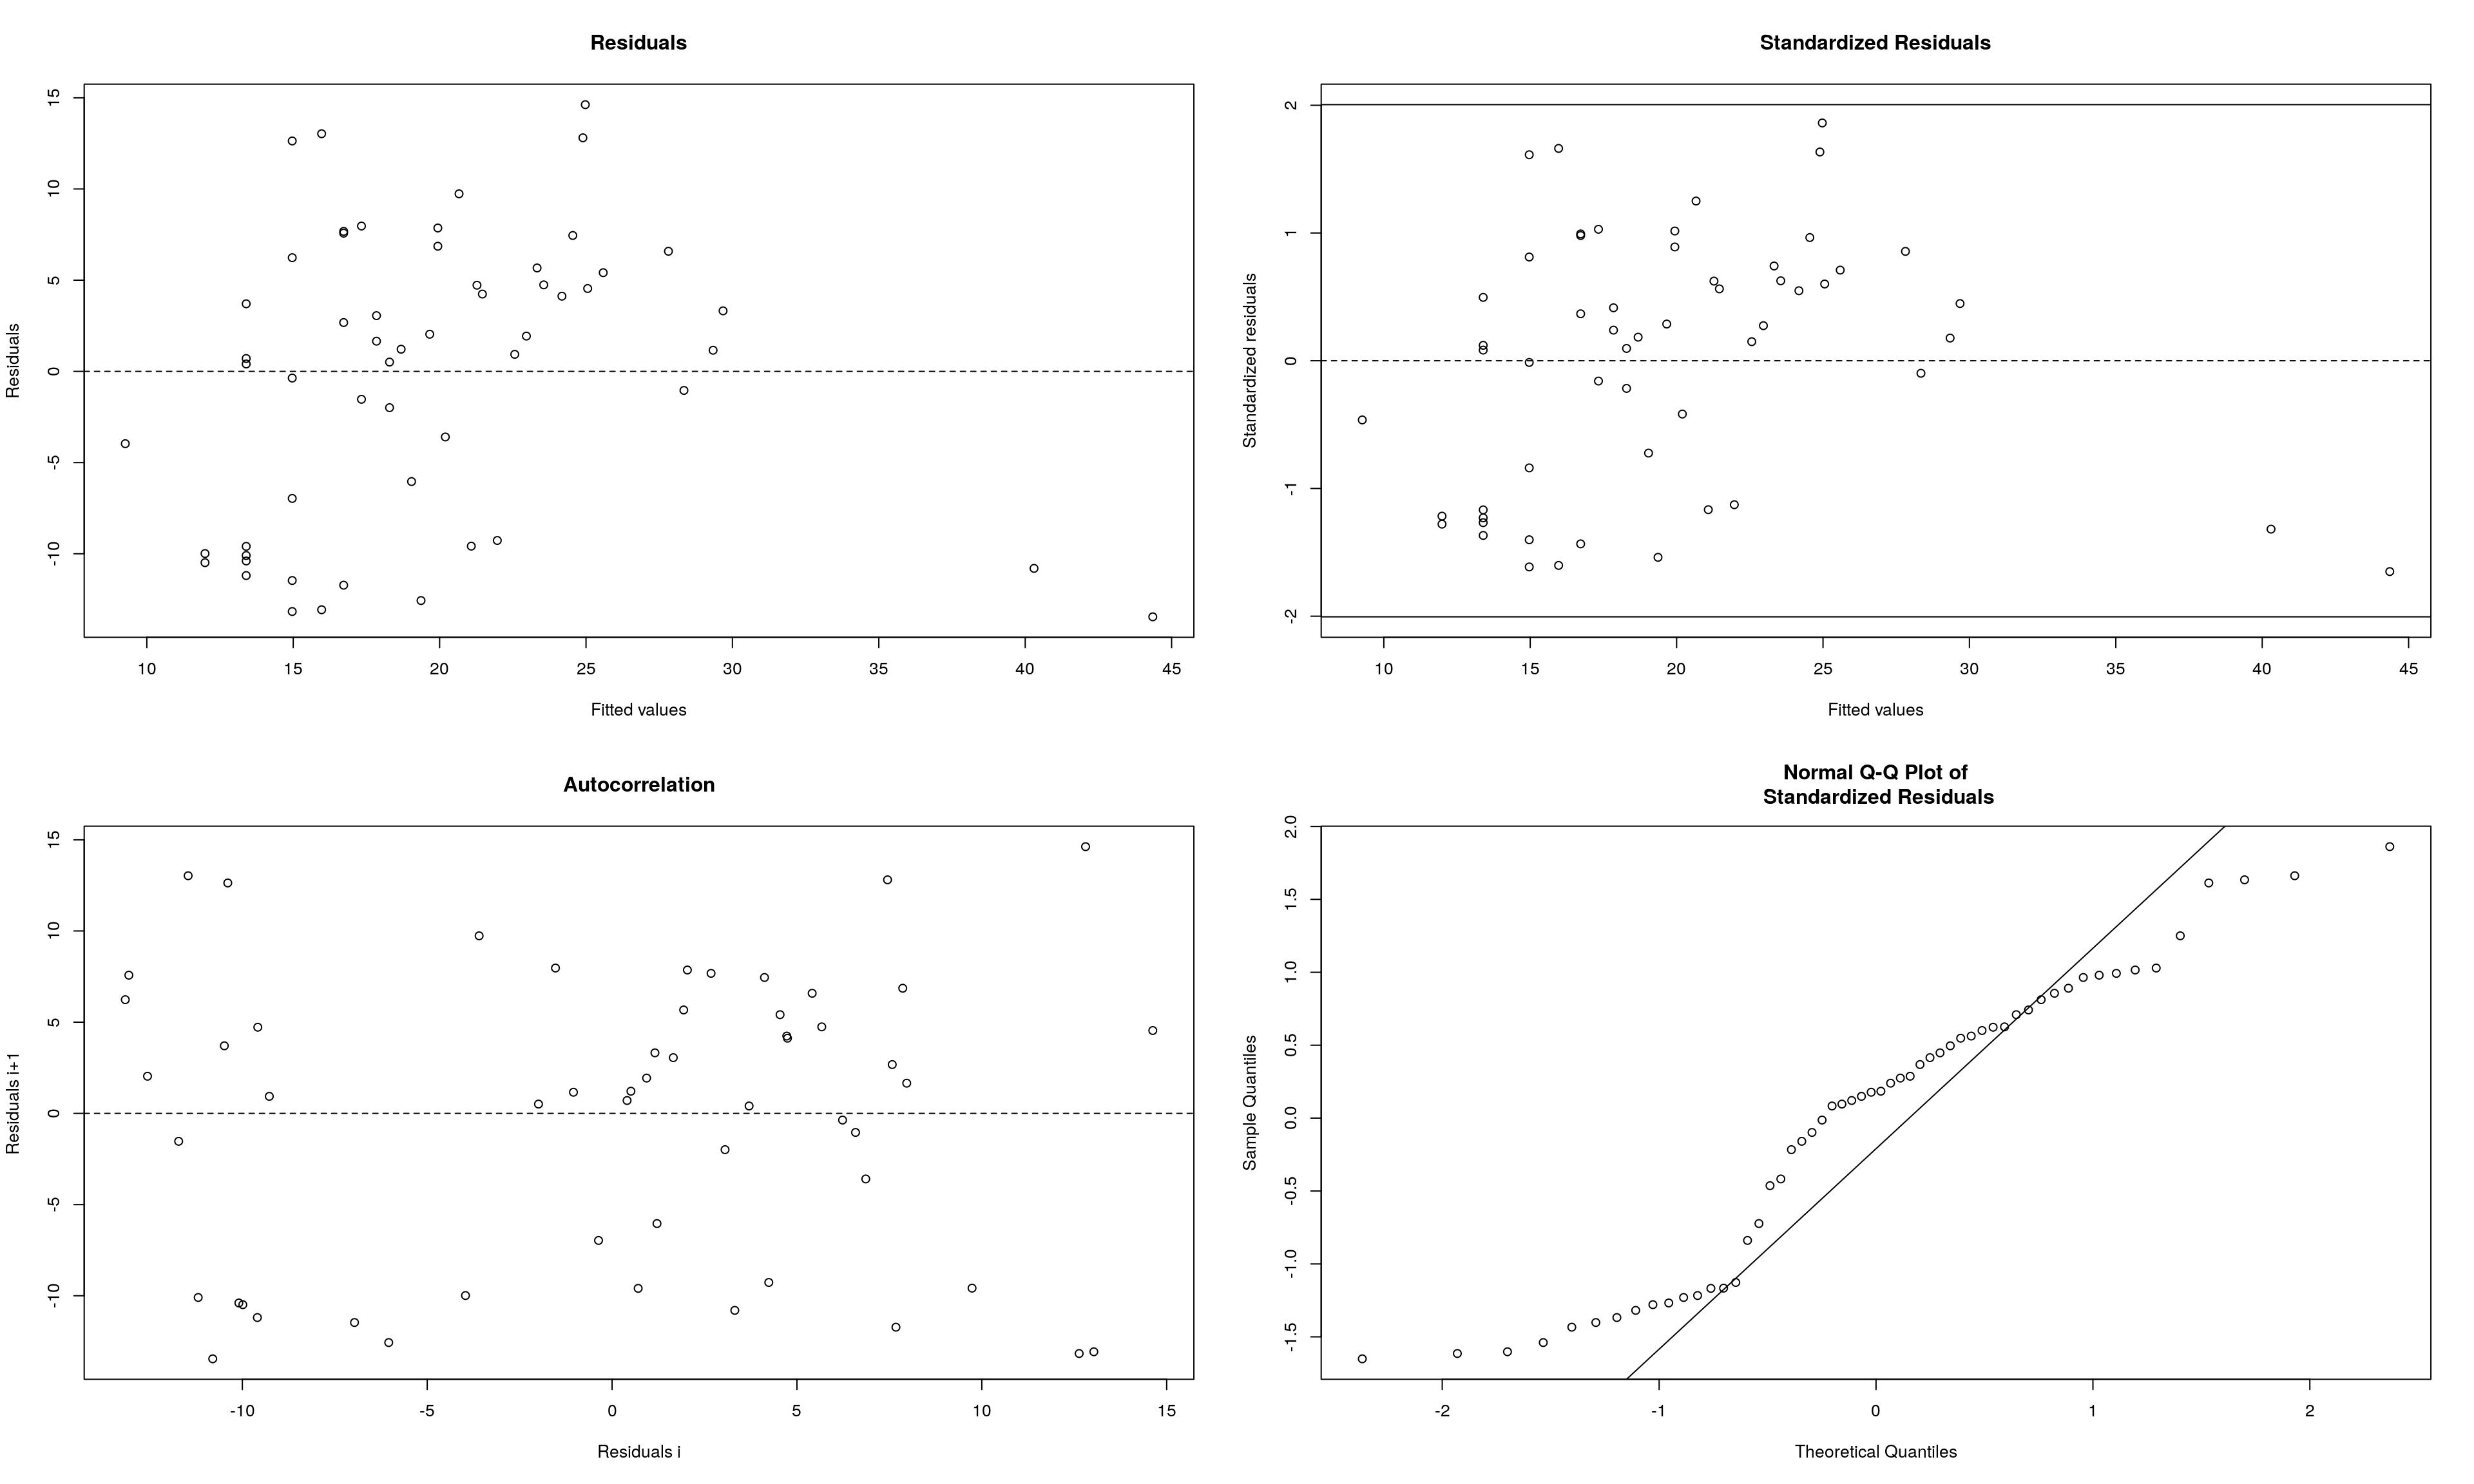 Residuals
Residuals
15
10
5
0
-5
-10
10 15 20 25 30 35 40 45
Fitted values
Standardized Residuals
Standardized residuals
2
1
0
-1
-2
10 15 20 25 30 35 40 45
Fitted values
Autocorrelation
Residuals i+1
15
10
5
0
-5
-10
-10 -5 0 5 10 15
Residuals i
Normal Q-Q Plot of
Standardized Residuals
Sample Quantiles
2.0
1.5
1.0
0.5
0.0
-0.5
-1.0
-1.5
-2 -1 0 1 2
Theoretical Quantiles